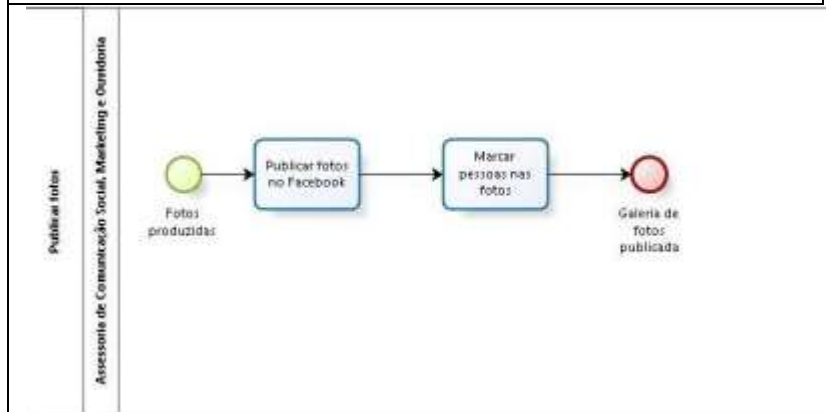 Publicar fotos
Assessoria de Comunicação Social, Marketing e Ouvidoria
Fotos
produzidas
Publicar fotos
no Facebook
Marcar
pessoas nas
fotos
Galeria de
fotos
publicada